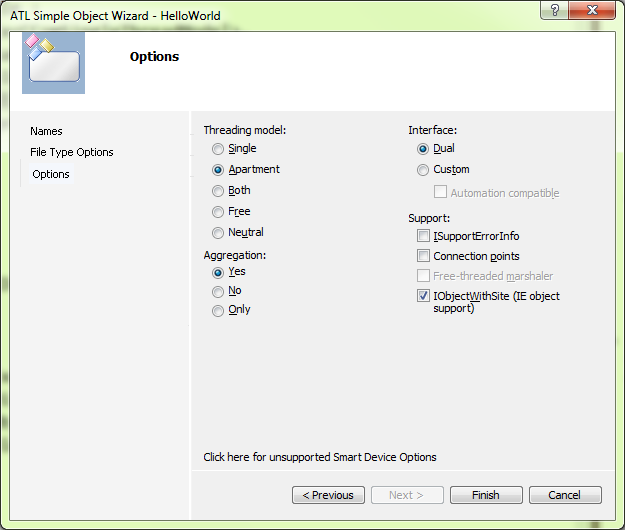 ATL Simple Object Wizard - HelloWorld
?
Options
Names
File Type Options
Options
Threading model:
Single
Apartment
Both
Free
Neutral
Aggregation:
Yes
No
Only
Interface:
Dual
Custom
Automation compatible
Support:
ISupportErrorInfo
Connection points
Free-threaded marshaler
IObjectWithSite (IE object
support)
Click here for unsupported Smart Device Options
< Previous
Next >
Finish
Cancel